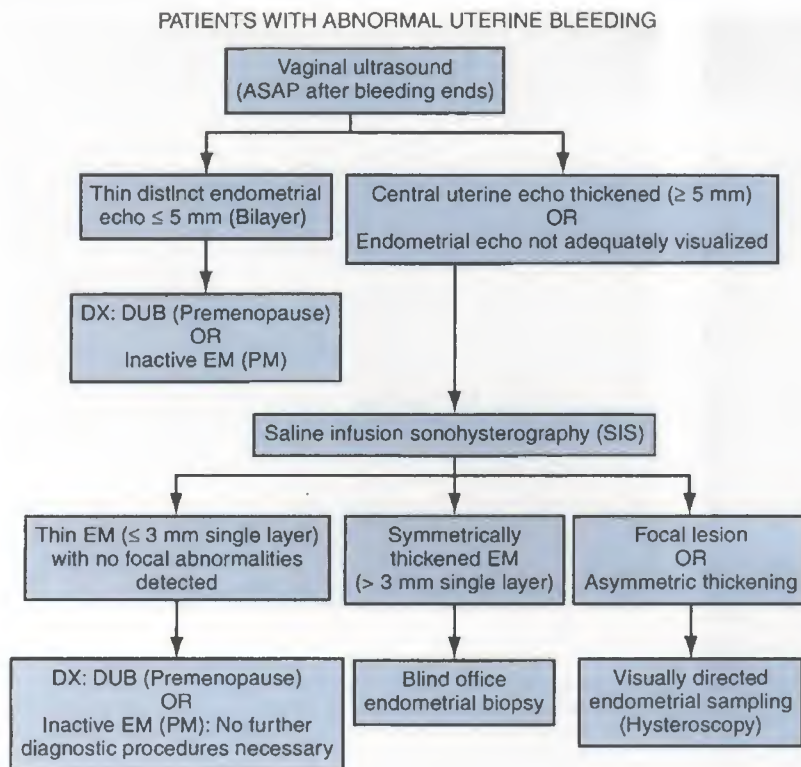 PATIENTS WITH ABNORMAL UTERINE BLEEDING
Vaginal ultrasound
(ASAP after bleeding ends)
Thin distinct endometrial
echo ≤ 5 mm (Bilayer)
Central uterine echo thickened (≥ 5 mm)
OR
Endometrial echo not adequately visualized
DX: DUB (Premenopause)
OR
Inactive EM (PM)
Saline infusion sonohysterography (SIS)
Thin EM (≤ 3 mm single layer)
with no focal abnormalities
detected
Symmetrically
thickened EM
(> 3 mm single layer)
Focal lesion
OR
Asymmetric thickening
DX: DUB (Premenopause)
OR
Inactive EM (PM): No further
diagnostic procedures necessary
Blind office
endometrial biopsy
Visually directed
endometrial sampling
(Hysteroscopy)